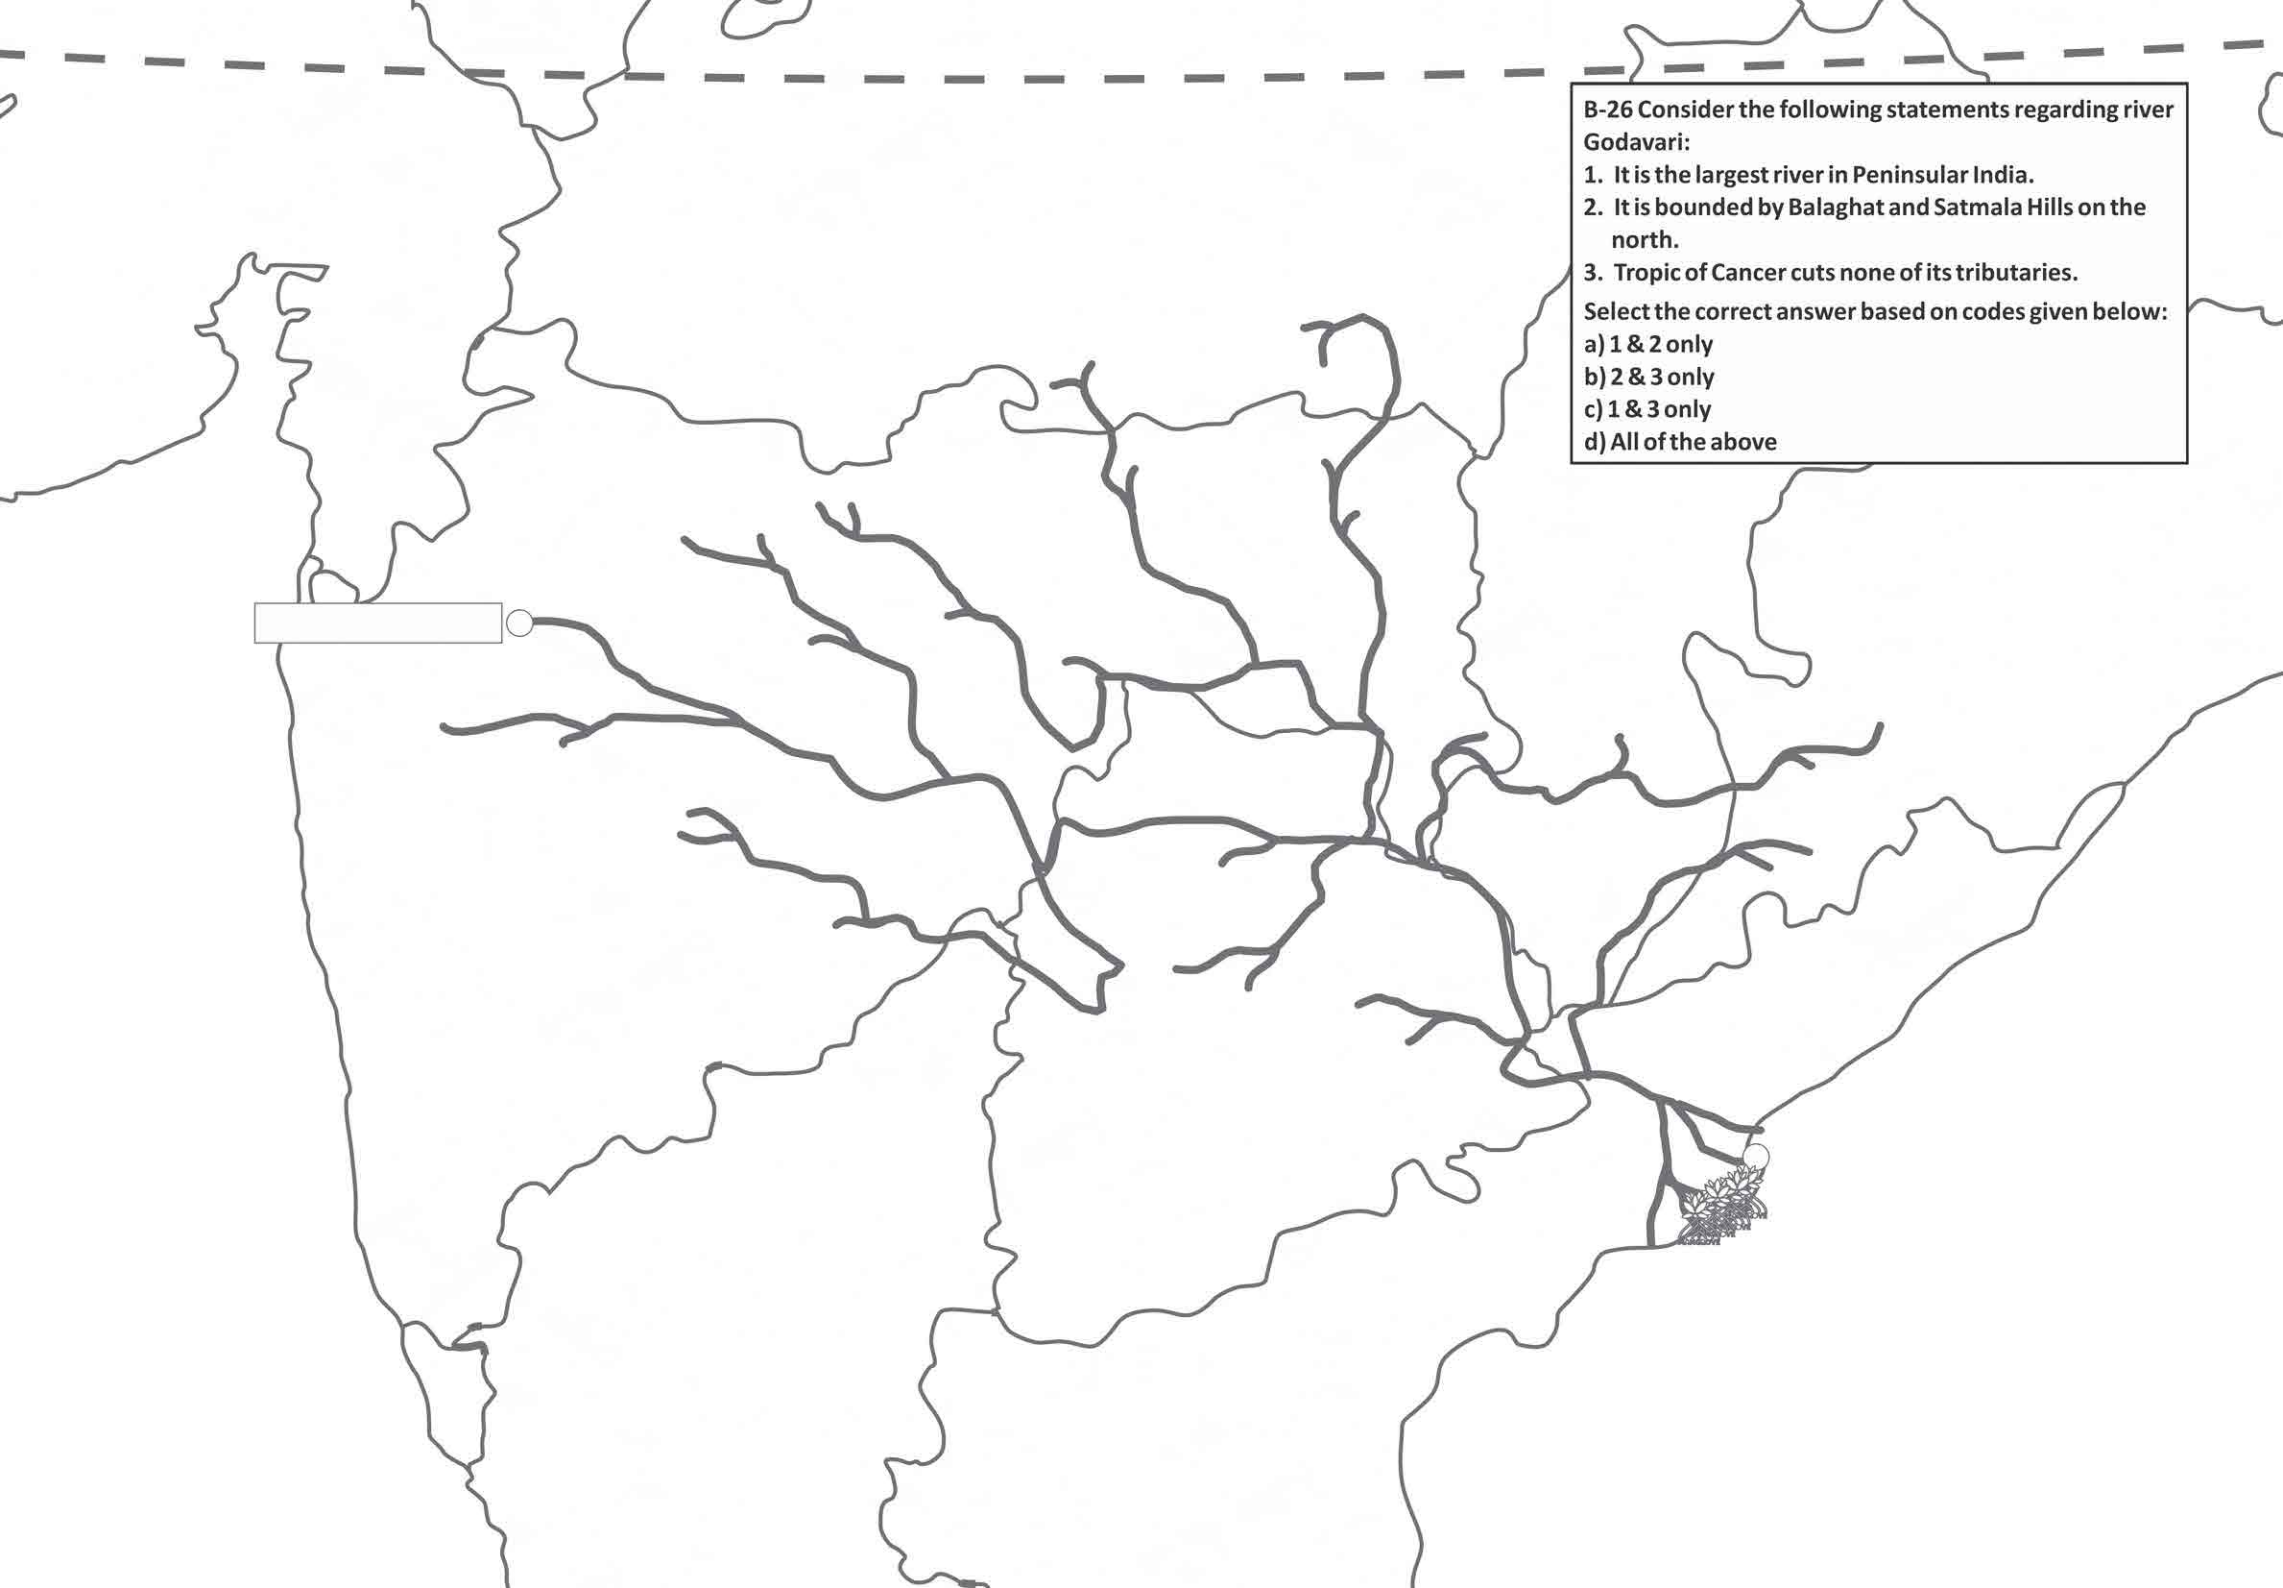 B-26 Consider the following statements regarding river
Godavari:
1. It is the largest river in Peninsular India.
2. It is bounded by Balaghat and Satmala Hills on the
north.
3. Tropic of Cancer cuts none of its tributaries.
Select the correct answer based on codes given below:
a) 1 & 2 only
b) 2 & 3 only
c) 1 & 3 only
d) All of the above